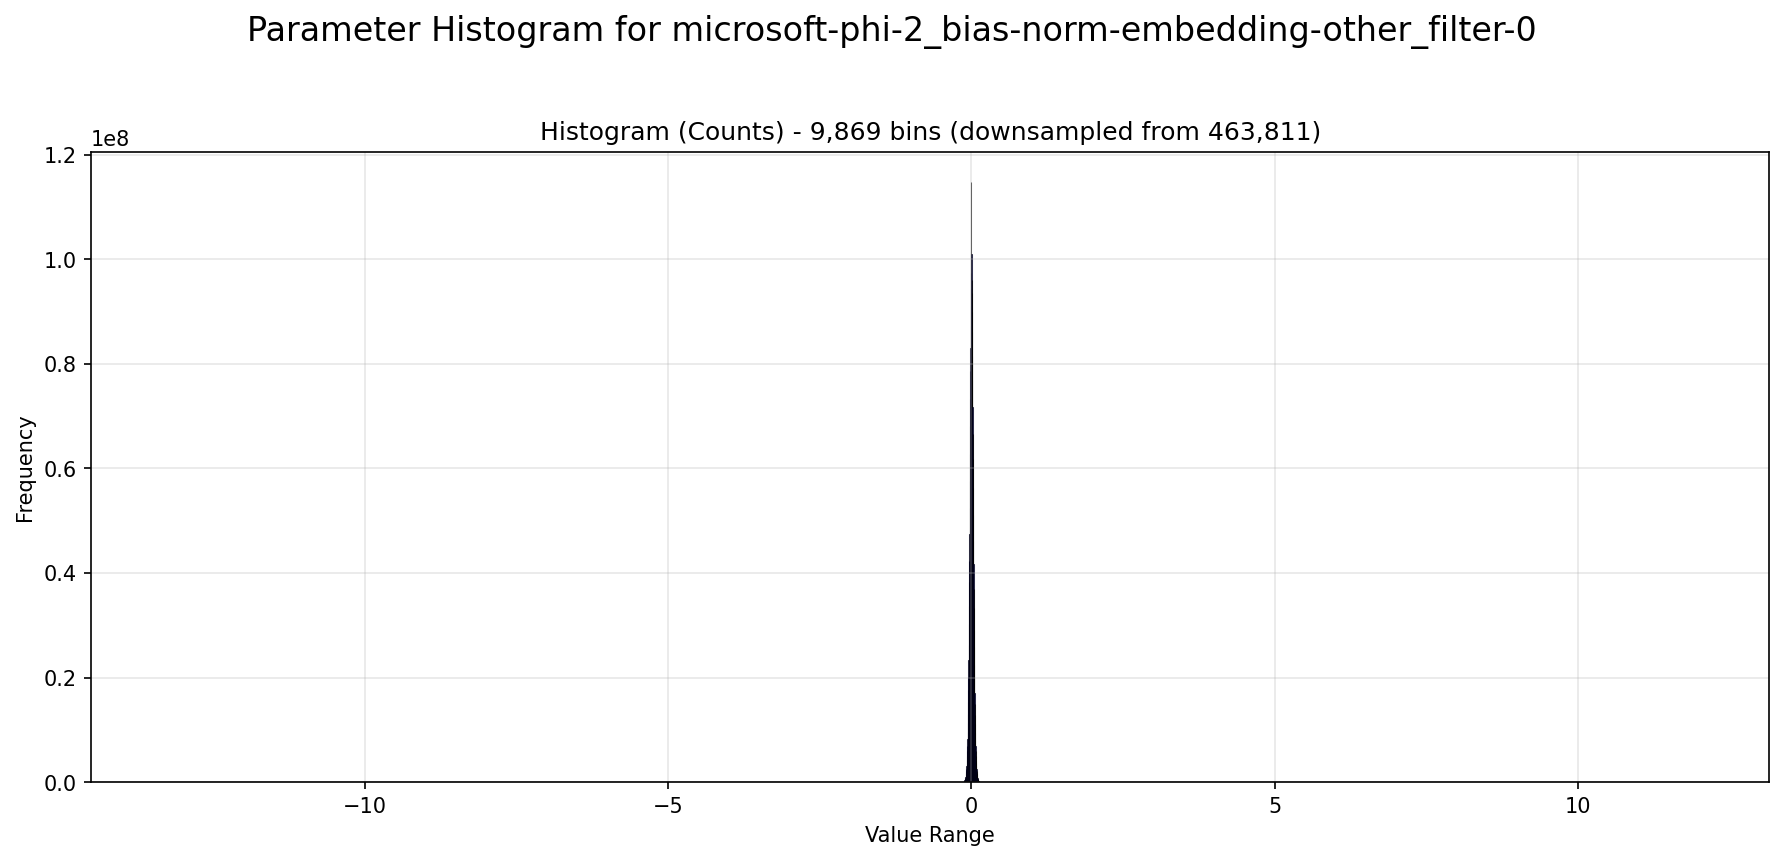 Parameter Histogram for microsoft-phi-2_bias-norm-embedding-other_filter-0
Histogram (Counts) - 9,869 bins (downsampled from 463,811)
1e8
1.2
1.0
0.8
0.6
0.4
0.2
0.0
Frequency
−10
−5
0
5
10
Value Range